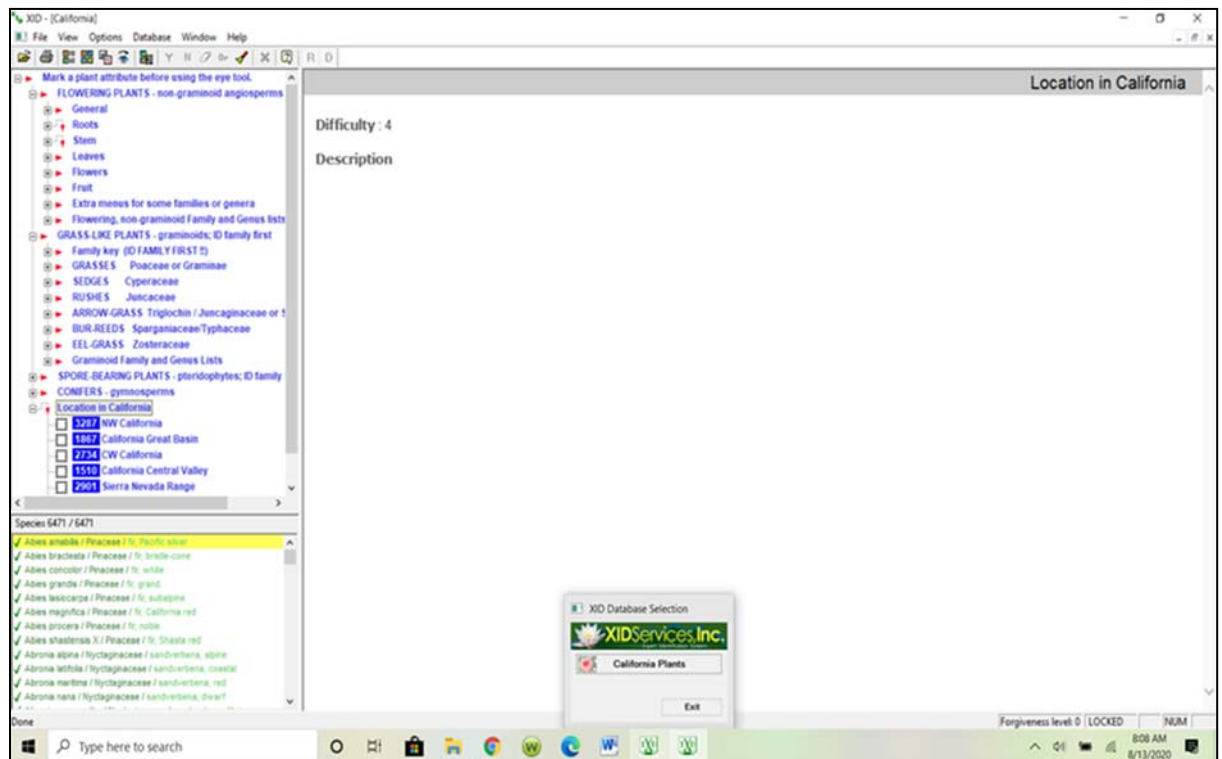 XID - [California]
File View Options Database Window Help
Y N R D
Mark a plant attribute before using the eye tool.
FLOWERING PLANTS - non-graminoid angiosperms
General
Roots
Stem
Leaves
Flowers
Fruit
Extra menus for some families or genera
Flowering, non-graminoid Family and Genus lists
GRASS-LIKE PLANTS - graminoids; ID family first
Family key (ID FAMILY FIRST !!)
GRASSES Poaceae or Graminae
SEDGES Cyperaceae
RUSHES Juncaceae
ARROW-GRASS Triglochin / Juncaginaceae or S
BUR-REEDS Sparganiaceae/Typhaceae
EEL-GRASS Zosteraceae
Graminoid Family and Genus Lists
SPORE-BEARING PLANTS - pteridophytes; ID family
CONIFERS - gymnosperms
Location in California
3287 NW California
1867 California Great Basin
2734 CW California
1510 California Central Valley
2901 Sierra Nevada Range
Species 6471 / 6471
Abies amabilis / Pinaceae / fir, Pacific silver
Abies bracteata / Pinaceae / fir, bristle-cone
Abies concolor / Pinaceae / fir, white
Abies grandis / Pinaceae / fir, grand
Abies lasiocarpa / Pinaceae / fir, subalpine
Abies magnifica / Pinaceae / fir, California red
Abies procera / Pinaceae / fir, noble
Abies shastensis X / Pinaceae / fir, Shasta red
Abronia alpina / Nyctaginaceae / sandverbena, alpine
Abronia latifolia / Nyctaginaceae / sandverbena, coastal
Abronia maritima / Nyctaginaceae / sandverbena, red
Abronia nana / Nyctaginaceae / sandverbena, dwarf
Location in California
Difficulty : 4
Description
XID Database Selection
XIDServices,Inc.
Expert Identification System
California Plants
Exit
Done
Forgiveness level: 0 LOCKED NUM
Type here to search
8:08 AM
8/13/2020